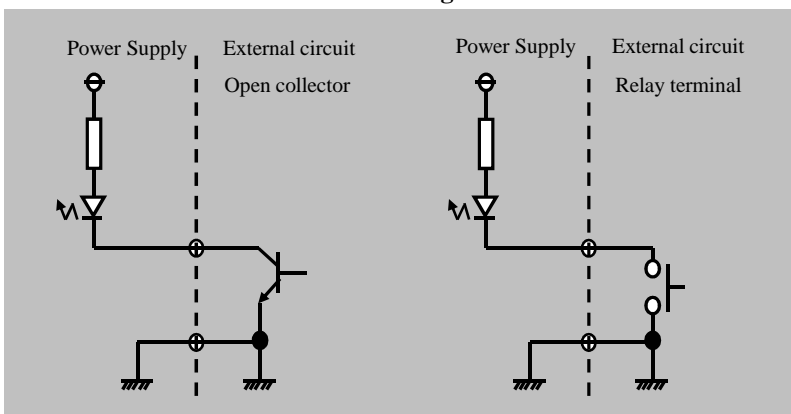 Power Supply
External circuit
Open collector
Power Supply
External circuit
Relay terminal